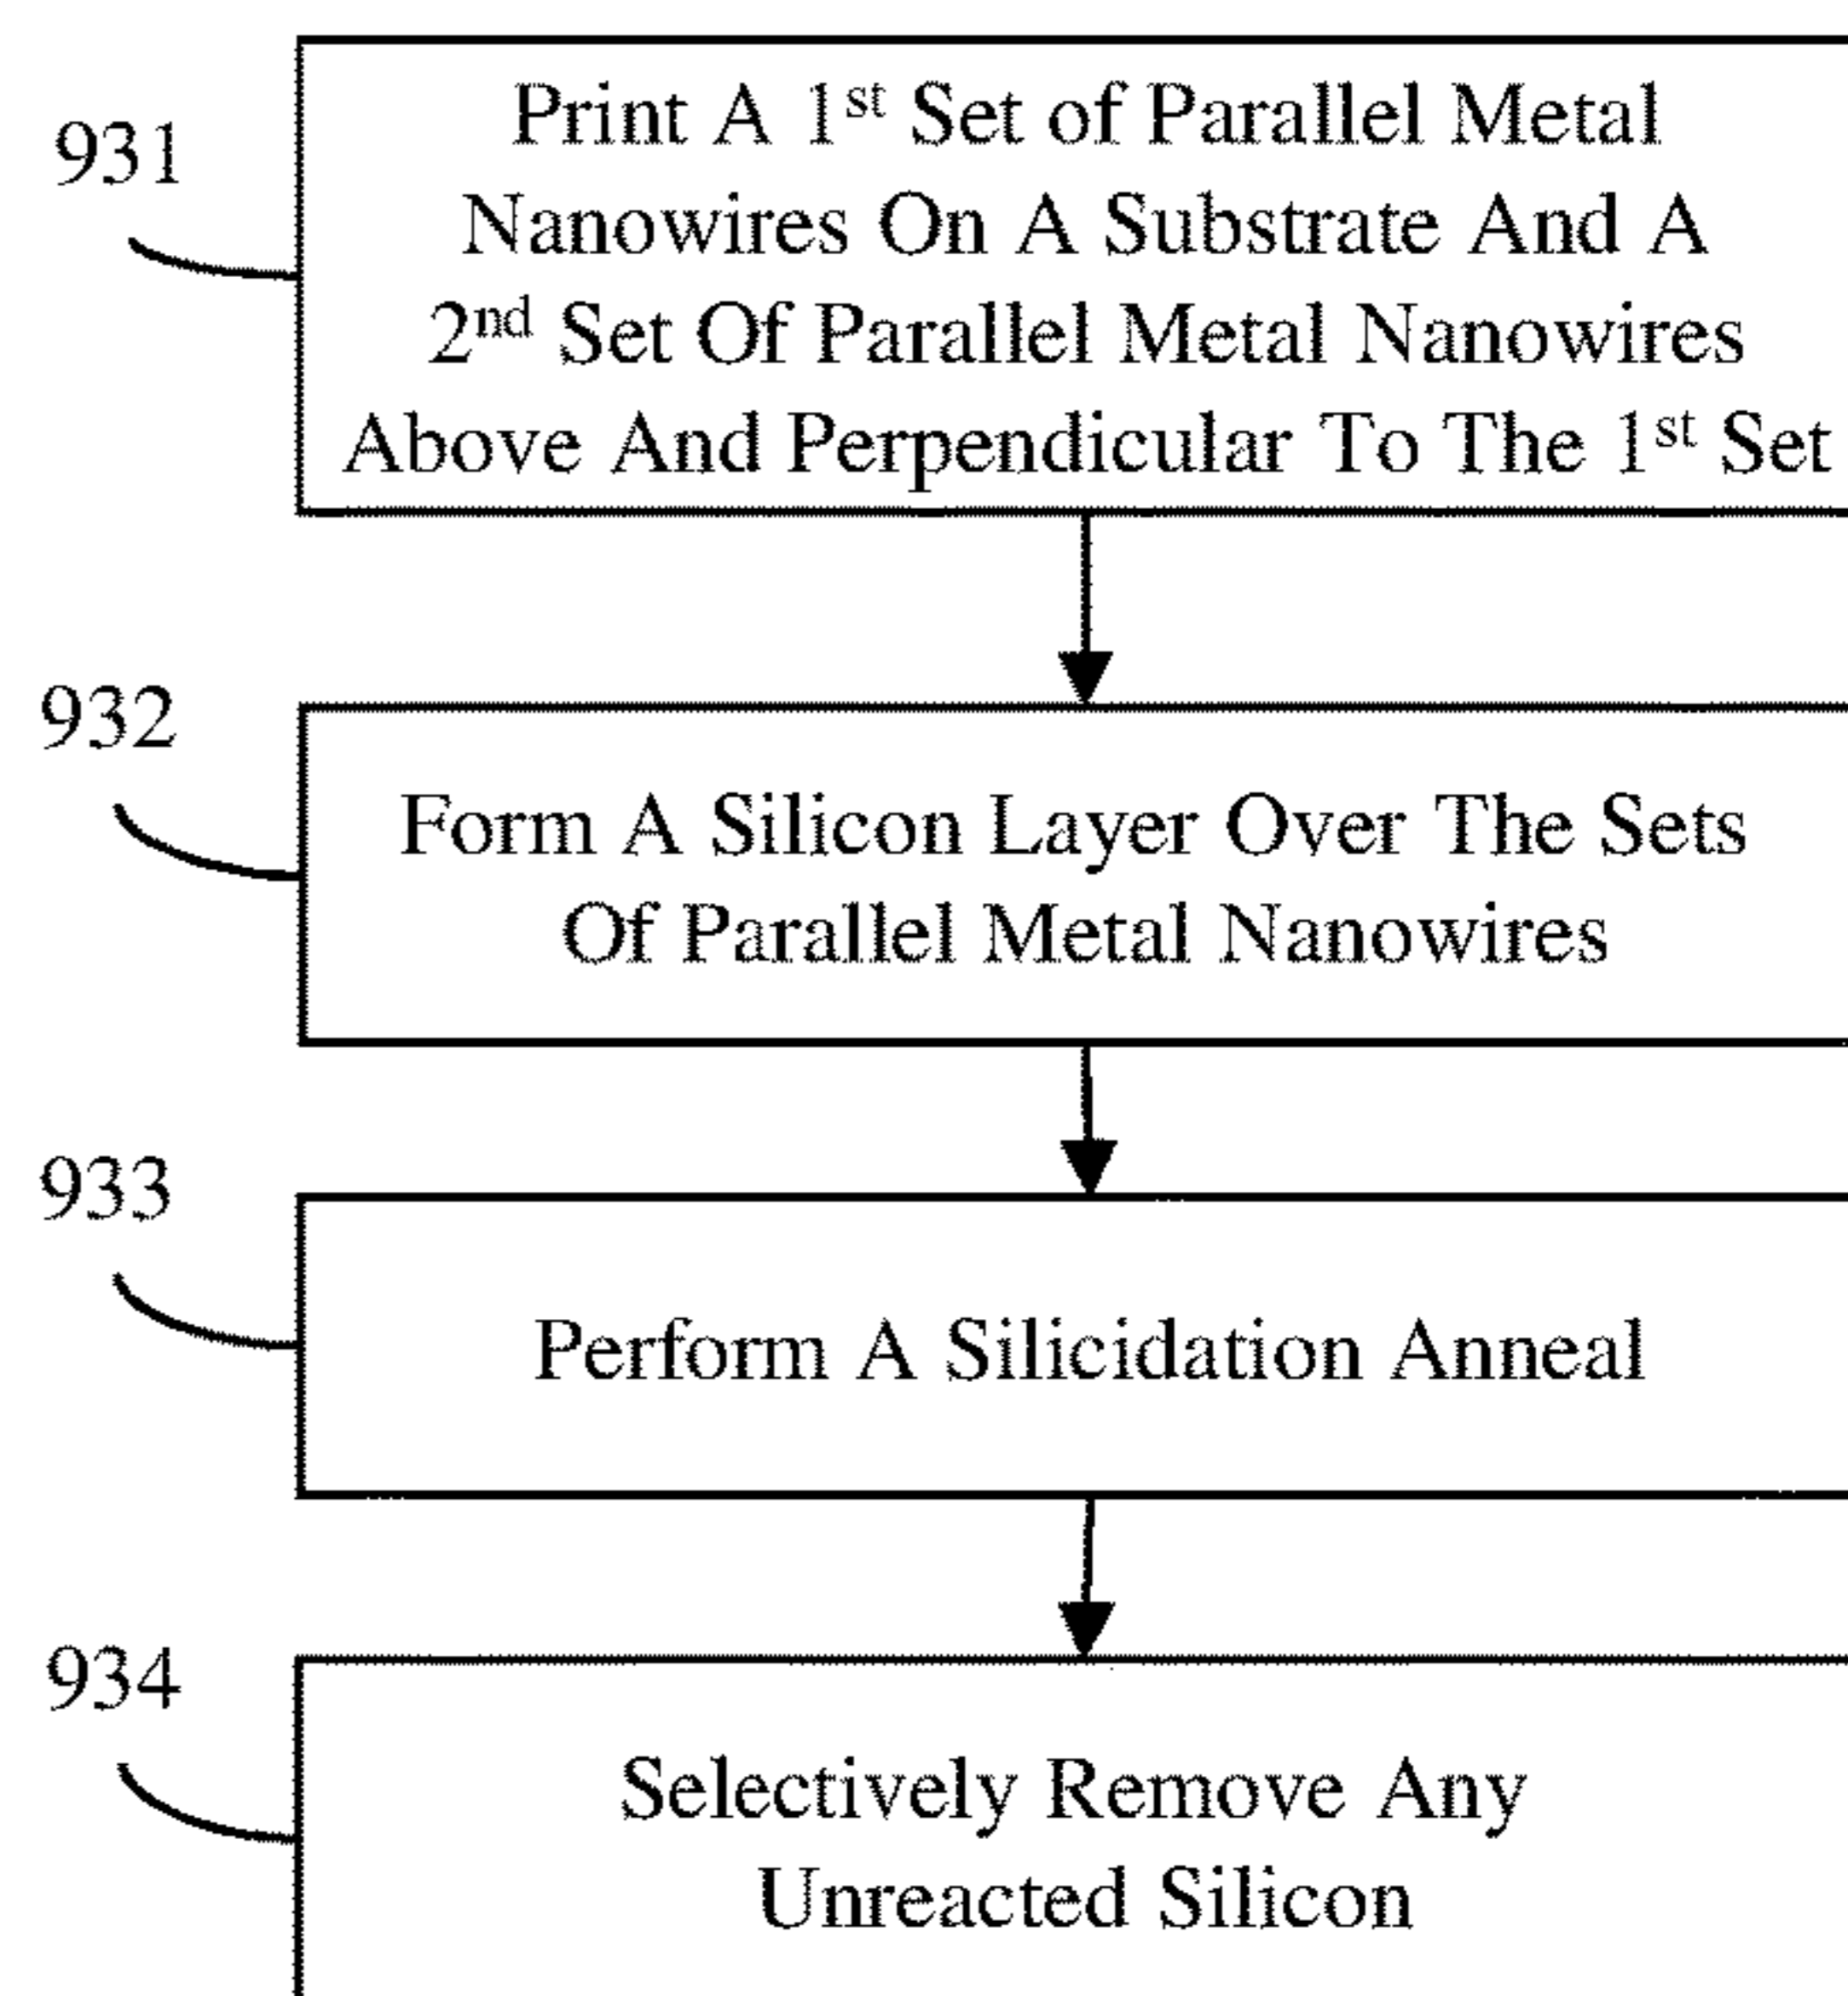 931
Print A 1st Set of Parallel Metal
Nanowires On A Substrate And A
2nd Set Of Parallel Metal Nanowires
Above And Perpendicular To The 1st Set
932
Form A Silicon Layer Over The Sets
Of Parallel Metal Nanowires
933
Perform A Silicidation Anneal
934
Selectively Remove Any
Unreacted Silicon